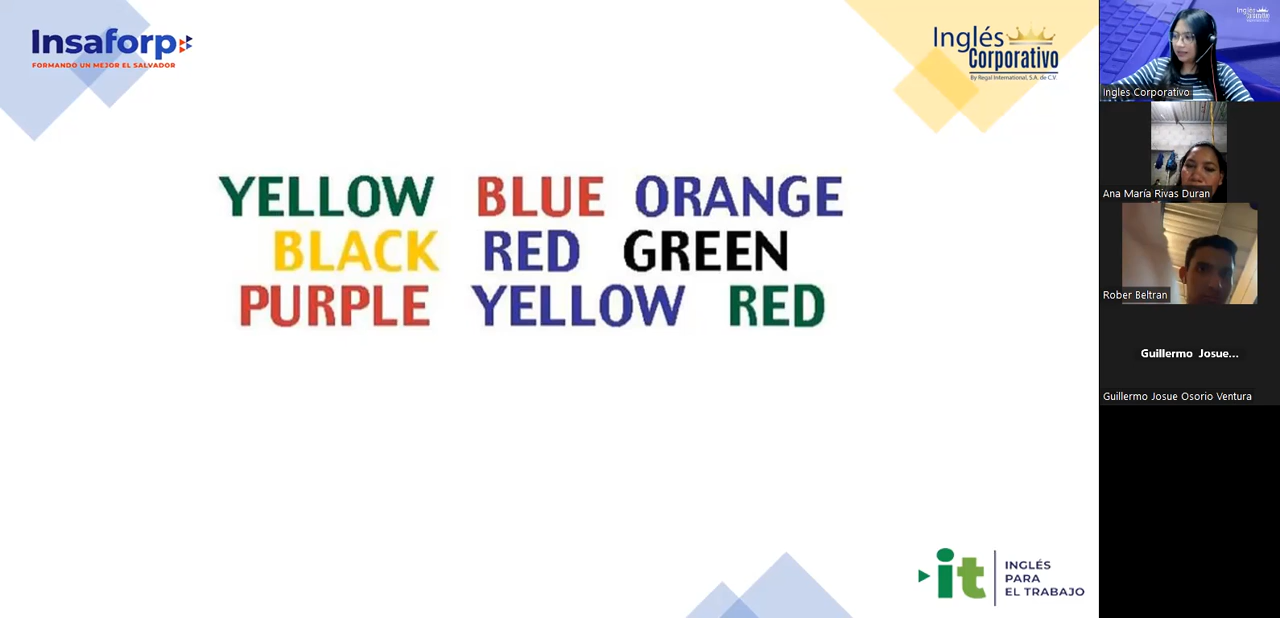 Insaforp
FORMANDO UN MEJOR EL SALVADOR
Inglés
Corporativo
By Regal International, S.A. de C.V.
YELLOW BLUE ORANGE
BLACK RED GREEN
PURPLE YELLOW RED
it
INGLÉS
PARA
EL TRABAJO
Ingles Corporativo
Ana María Rivas Duran
Rober Beltran
Guillermo Josue...
Guillermo Josue Osorio Ventura